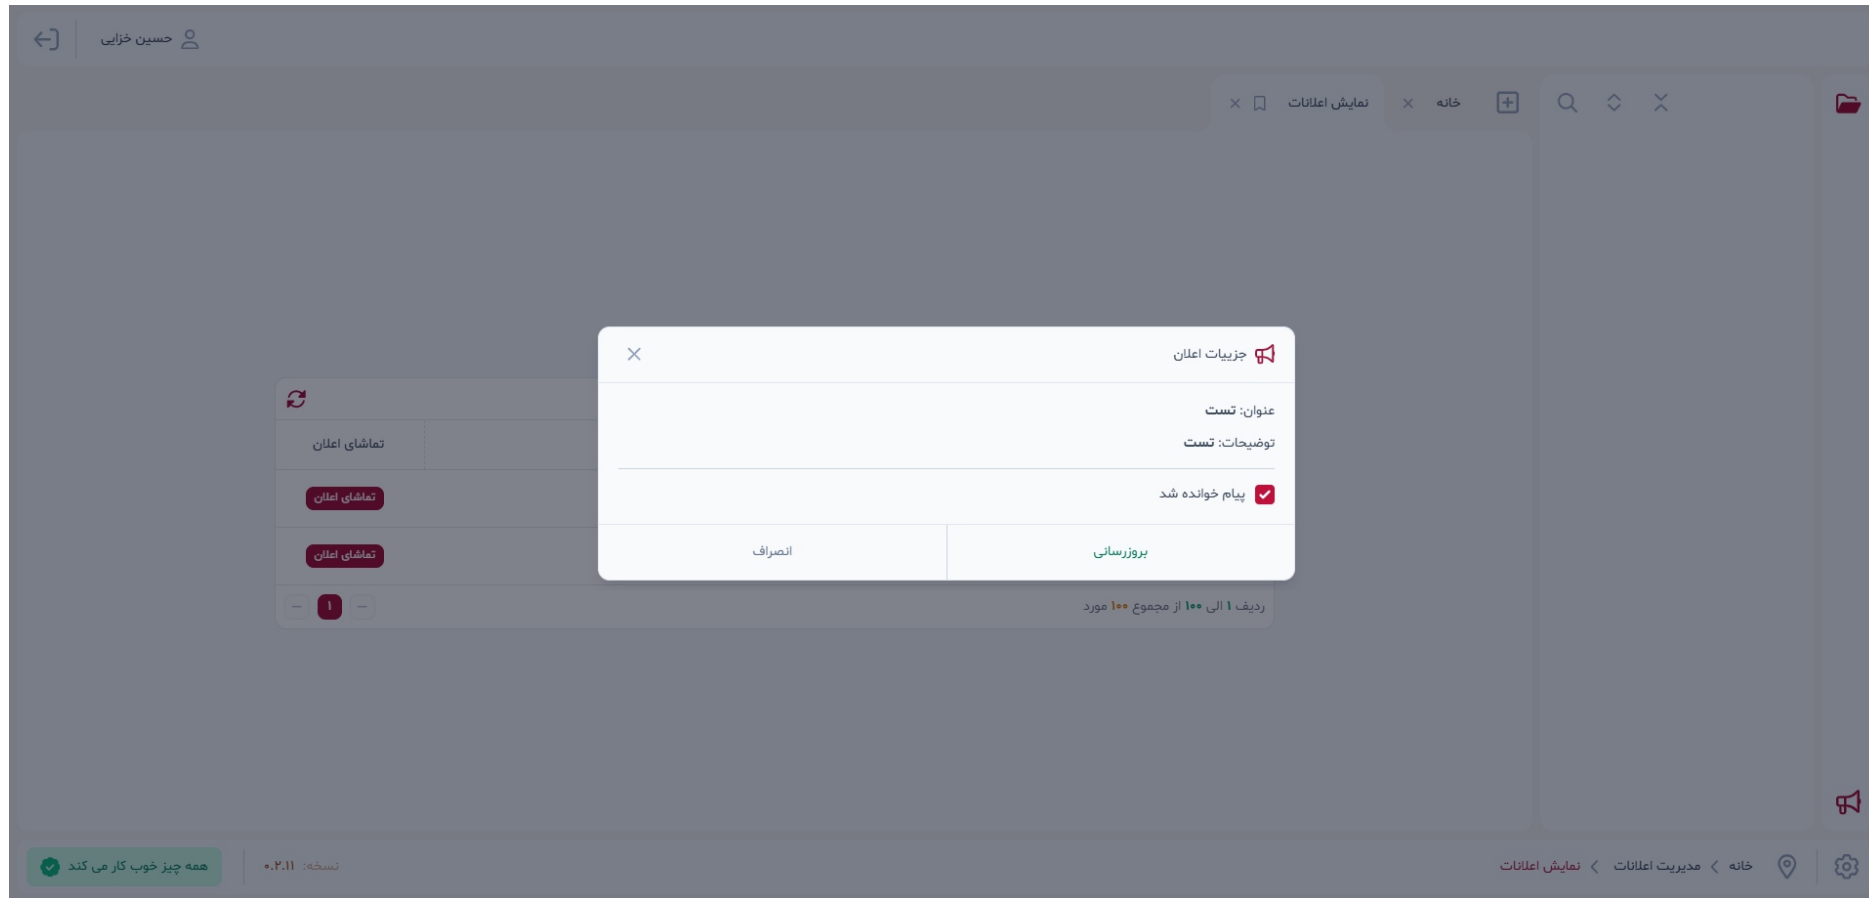 حسین خزایی
خانه
نمایش اعلانات
جزییات اعلان
عنوان: تست
توضیحات: تست
پیام خوانده شد
بروزرسانی
انصراف
تماشای اعلان
تماشای اعلان
تماشای اعلان
ردیف ۱ الی ۱۰۰ از مجموع ۱۰۰ مورد
۱
خانه
مدیریت اعلانات
نمایش اعلانات
نسخه: ۰.۲.۱۱
همه چیز خوب کار می کند